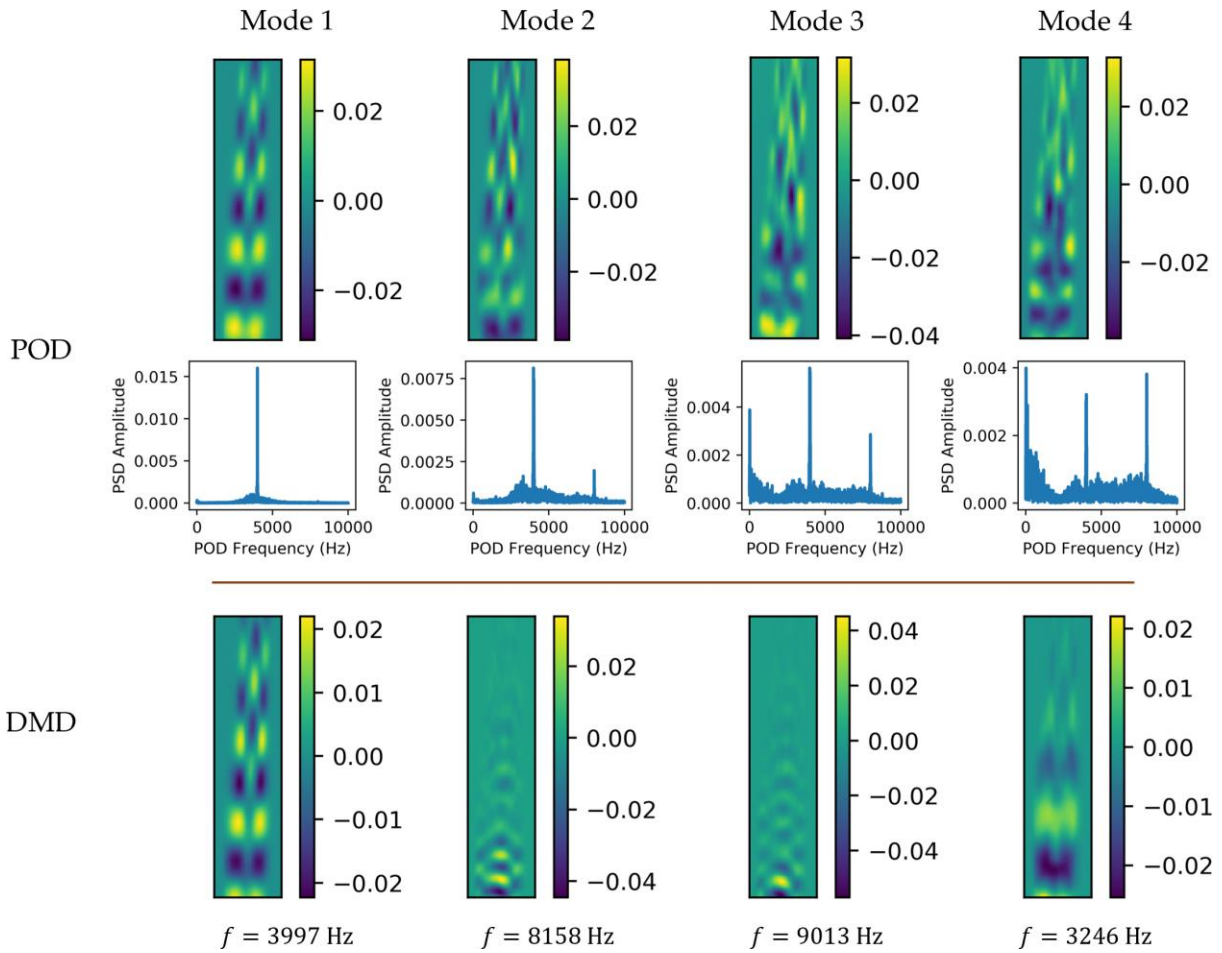 Mode 1 Mode 2 Mode 3 Mode 4
0.02 0.02 0.02 0.02
0.00 0.00 0.00 0.00
−0.02 −0.02 −0.02 −0.02
−0.04
POD
PSD Amplitude PSD Amplitude PSD Amplitude PSD Amplitude
0.015 0.0075 0.004 0.004
0.010 0.0050 0.002 0.002
0.005 0.0025
0.000 0.0000 0.000 0.000
0 5000 10000 0 5000 10000 0 5000 10000 0 5000 10000
POD Frequency (Hz) POD Frequency (Hz) POD Frequency (Hz) POD Frequency (Hz)
DMD
0.02 0.02 0.04 0.02
0.01 0.00 0.02 0.01
0.00 −0.02 0.00 0.00
−0.01 −0.04 −0.02 −0.01
−0.02 −0.04 −0.02
f = 3997 Hz f = 8158 Hz f = 9013 Hz f = 3246 Hz